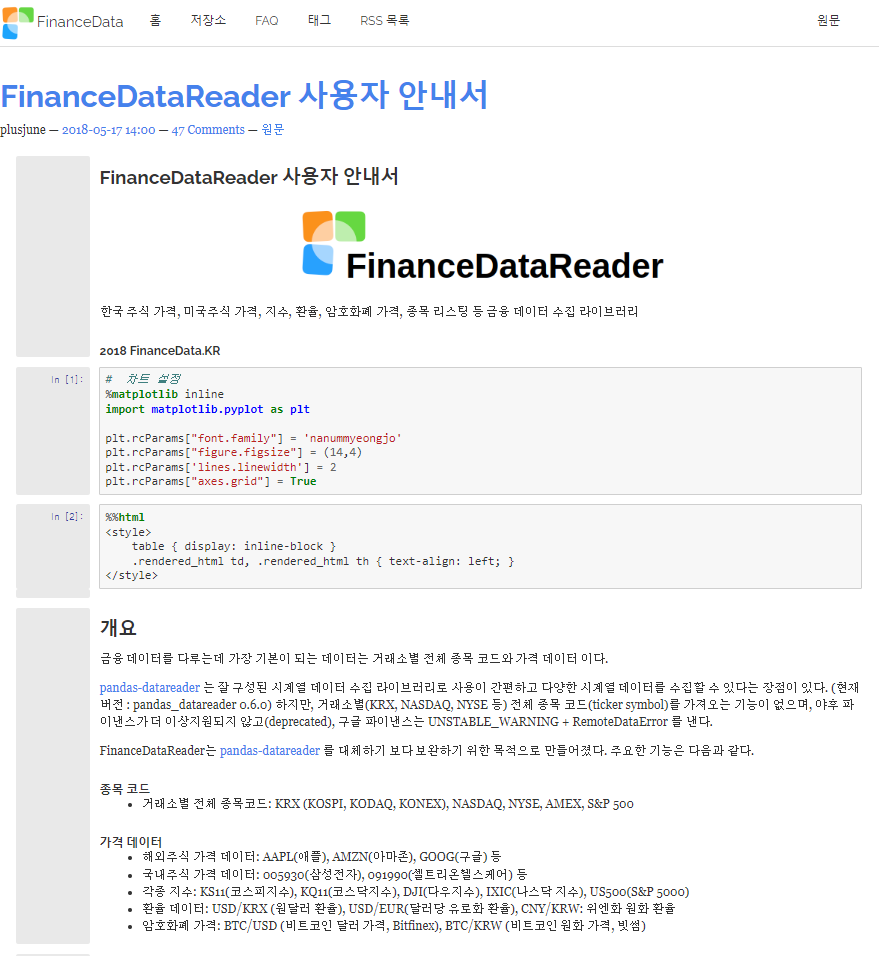 FinanceData 홈 저장소 FAQ 태그 RSS 목록 원문
FinanceDataReader 사용자 안내서
plusjune — 2018-05-17 14:00 — 47 Comments — 원문
FinanceDataReader 사용자 안내서
FinanceDataReader
한국 주식 가격, 미국주식 가격, 지수, 환율, 암호화폐 가격, 종목 리스팅 등 금융 데이터 수집 라이브러리
2018 FinanceData.KR
In [1]:
# 차트 설정
%matplotlib inline
import matplotlib.pyplot as plt
plt.rcParams["font.family"] = 'nanummyeongjo'
plt.rcParams["figure.figsize"] = (14,4)
plt.rcParams['lines.linewidth'] = 2
plt.rcParams["axes.grid"] = True
In [2]:
%%html
<style>
    table { display: inline-block }
    .rendered_html td, .rendered_html th { text-align: left; }
</style>
개요
금융 데이터를 다루는데 가장 기본이 되는 데이터는 거래소별 전체 종목 코드와 가격 데이터 이다.
pandas-datareader 는 잘 구성된 시계열 데이터 수집 라이브러리로 사용이 간편하고 다양한 시계열 데이터를 수집할 수 있다는 장점이 있다. (현재
버전 : pandas_datareader 0.6.0) 하지만, 거래소별(KRX, NASDAQ, NYSE 등) 전체 종목 코드(ticker symbol)를 가져오는 기능이 없으며, 야후 파
이낸스가 더 이상지원되지 않고(deprecated), 구글 파이낸스는 UNSTABLE_WARNING + RemoteDataError 를 낸다.
FinanceDataReader는 pandas-datareader 를 대체하기 보다 보완하기 위한 목적으로 만들어졌다. 주요한 기능은 다음과 같다.
종목 코드
• 거래소별 전체 종목코드: KRX (KOSPI, KODAQ, KONEX), NASDAQ, NYSE, AMEX, S&P 500
가격 데이터
• 해외주식 가격 데이터: AAPL(애플), AMZN(아마존), GOOG(구글) 등
• 국내주식 가격 데이터: 005930(삼성전자), 091990(셀트리온헬스케어) 등
• 각종 지수: KS11(코스피지수), KQ11(코스닥지수), DJI(다우지수), IXIC(나스닥 지수), US500(S&P 5000)
• 환율 데이터: USD/KRX (원달러 환율), USD/EUR(달러당 유로화 환율), CNY/KRW: 위엔화 원화 환율
• 암호화폐 가격: BTC/USD (비트코인 달러 가격, Bitfinex), BTC/KRW (비트코인 원화 가격, 빗썸)